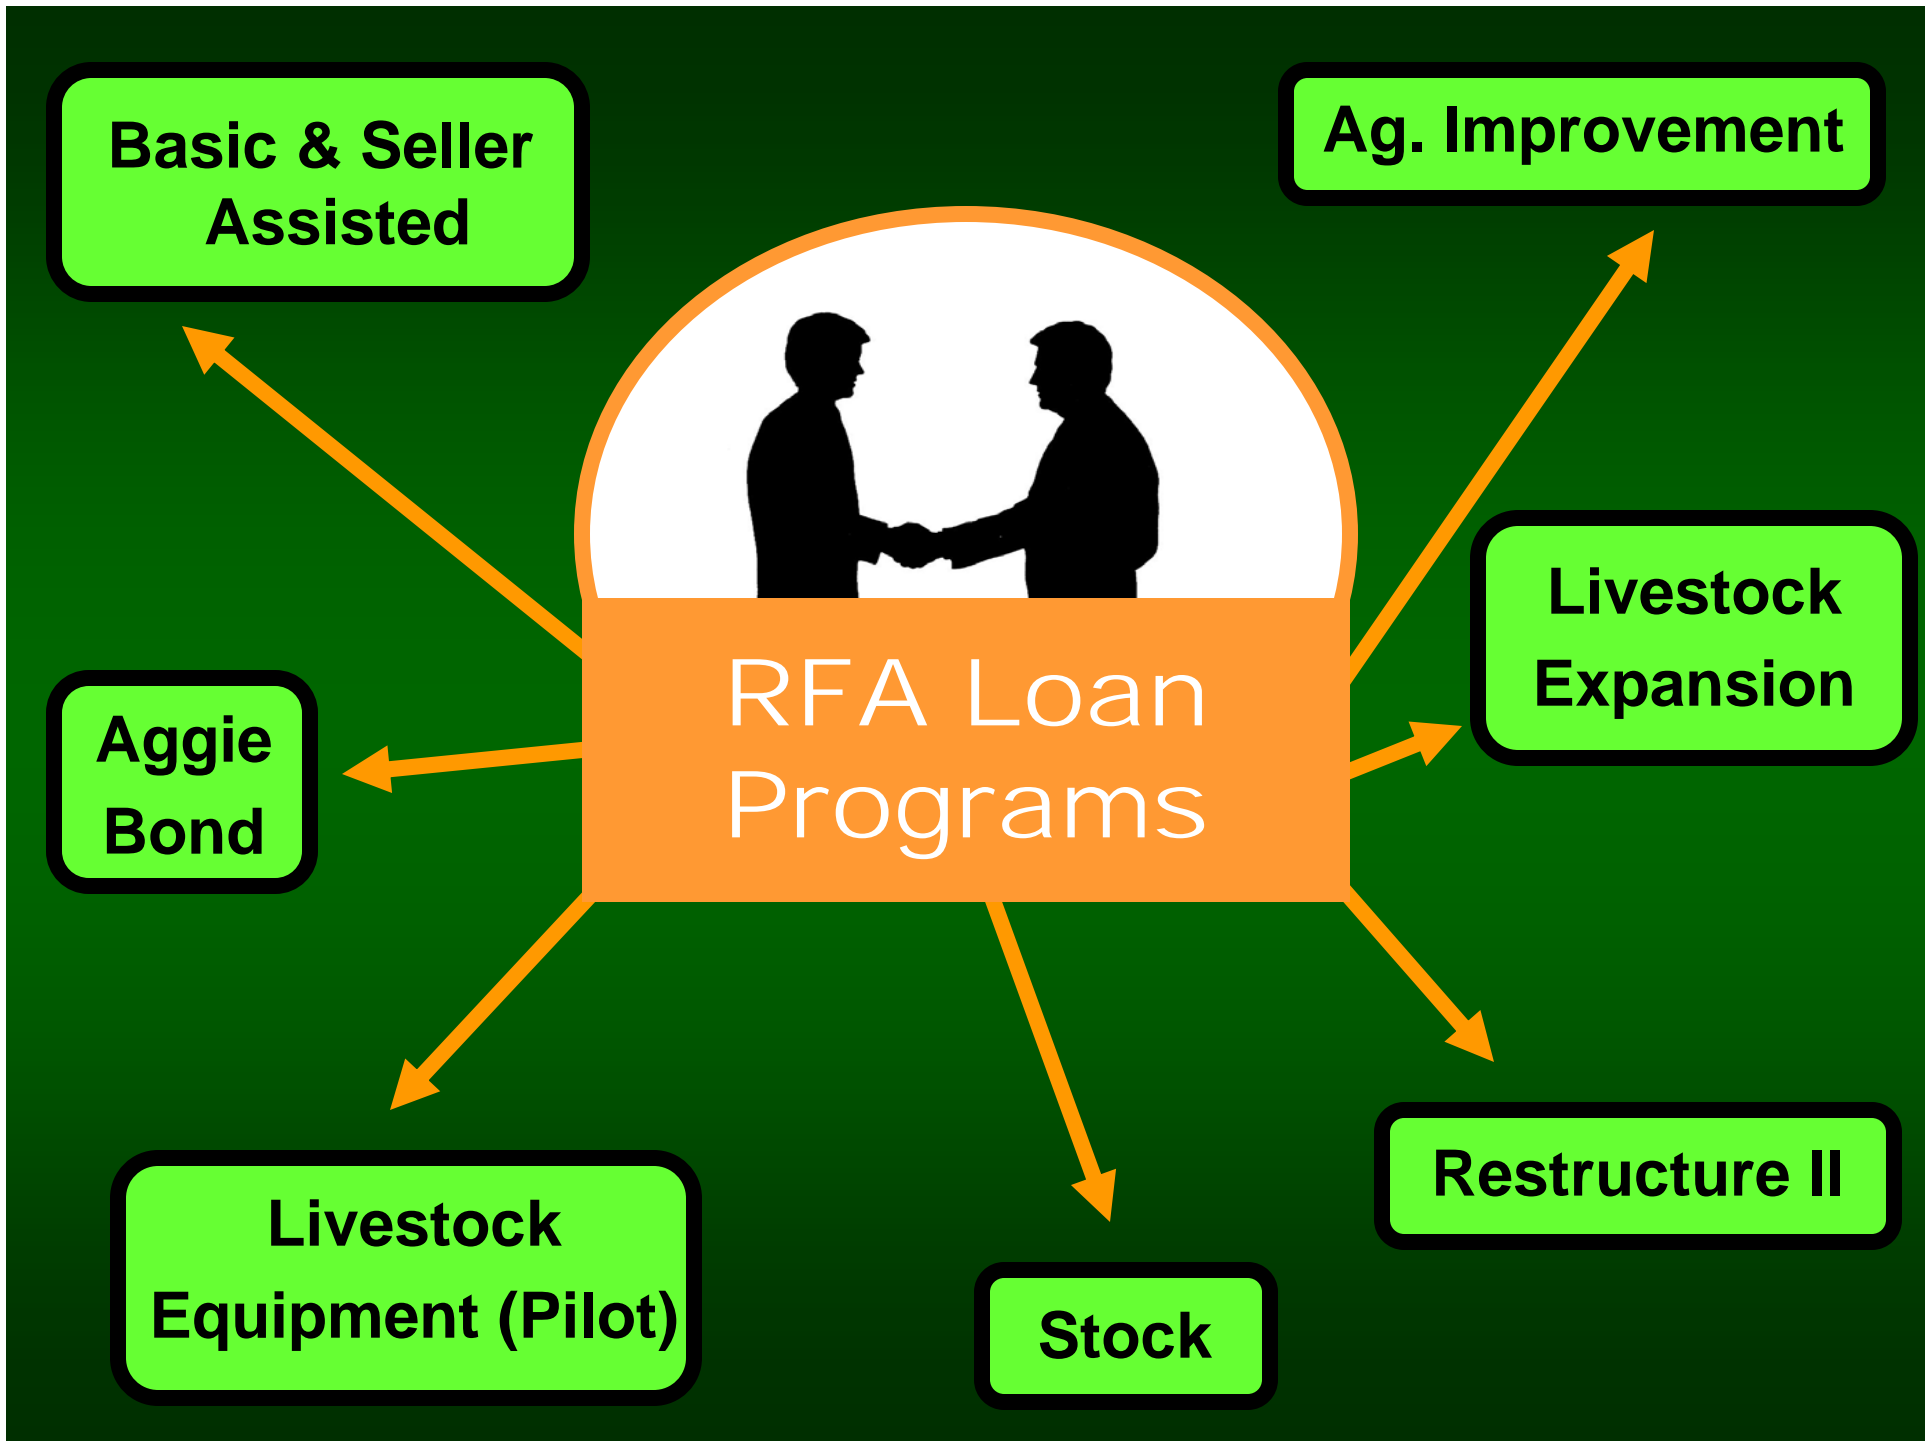 Basic & Seller
Assisted
Ag. Improvement
Livestock
Expansion
RFA Loan
Programs
Aggie
Bond
Restructure II
Livestock
Equipment (Pilot)
Stock